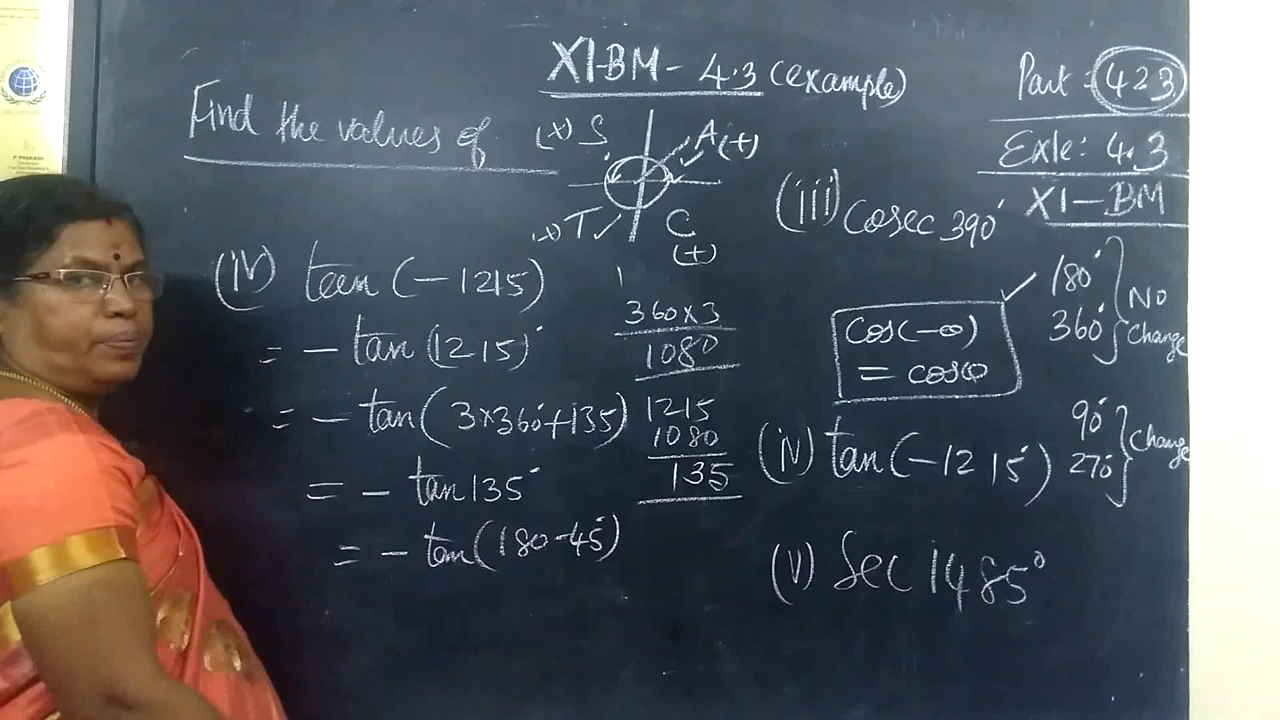 XI-BM - 4.3 (example)
Part: 423
Exle: 4.3
XI-BM
Find the values of
(x) S
A (+)
(x) T
C
(+)
(iii) Cosec 390°
(iv) tan (-1215)
= - tan (1215)°
= - tan (3×360°+135)
= - tan 135°
= - tan (180-45°)
360×3
1080
1215
1080
135
180° } No
360° } Change
Cos(-θ)
= cosθ
90° } Change
270°
(iv) tan (-1215°)
(v) Sec 1485°